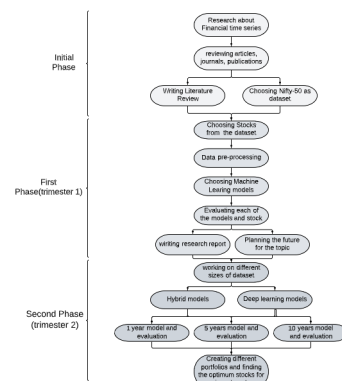 Research about
Financial time series
reviewing articles,
journals, publications
Initial
Phase
Writing Literature
Review
Choosing Nifty-50 as
dataset
Choosing Stocks
from the dataset
Data pre-processing
Choosing Machine
Learing models
First
Phase(trimester 1)
Evaluating each of
the models and stock
wiriting research report
Planning the future
for the topic
working on different
sizes of dataset
Hybrid models
Deep learning models
Second Phase
(trimester 2)
1 year model and
evaluation
5 years model and
evaluation
10 years model
and evaluation
Creating different
porfolios and finding
the optimum stocks for